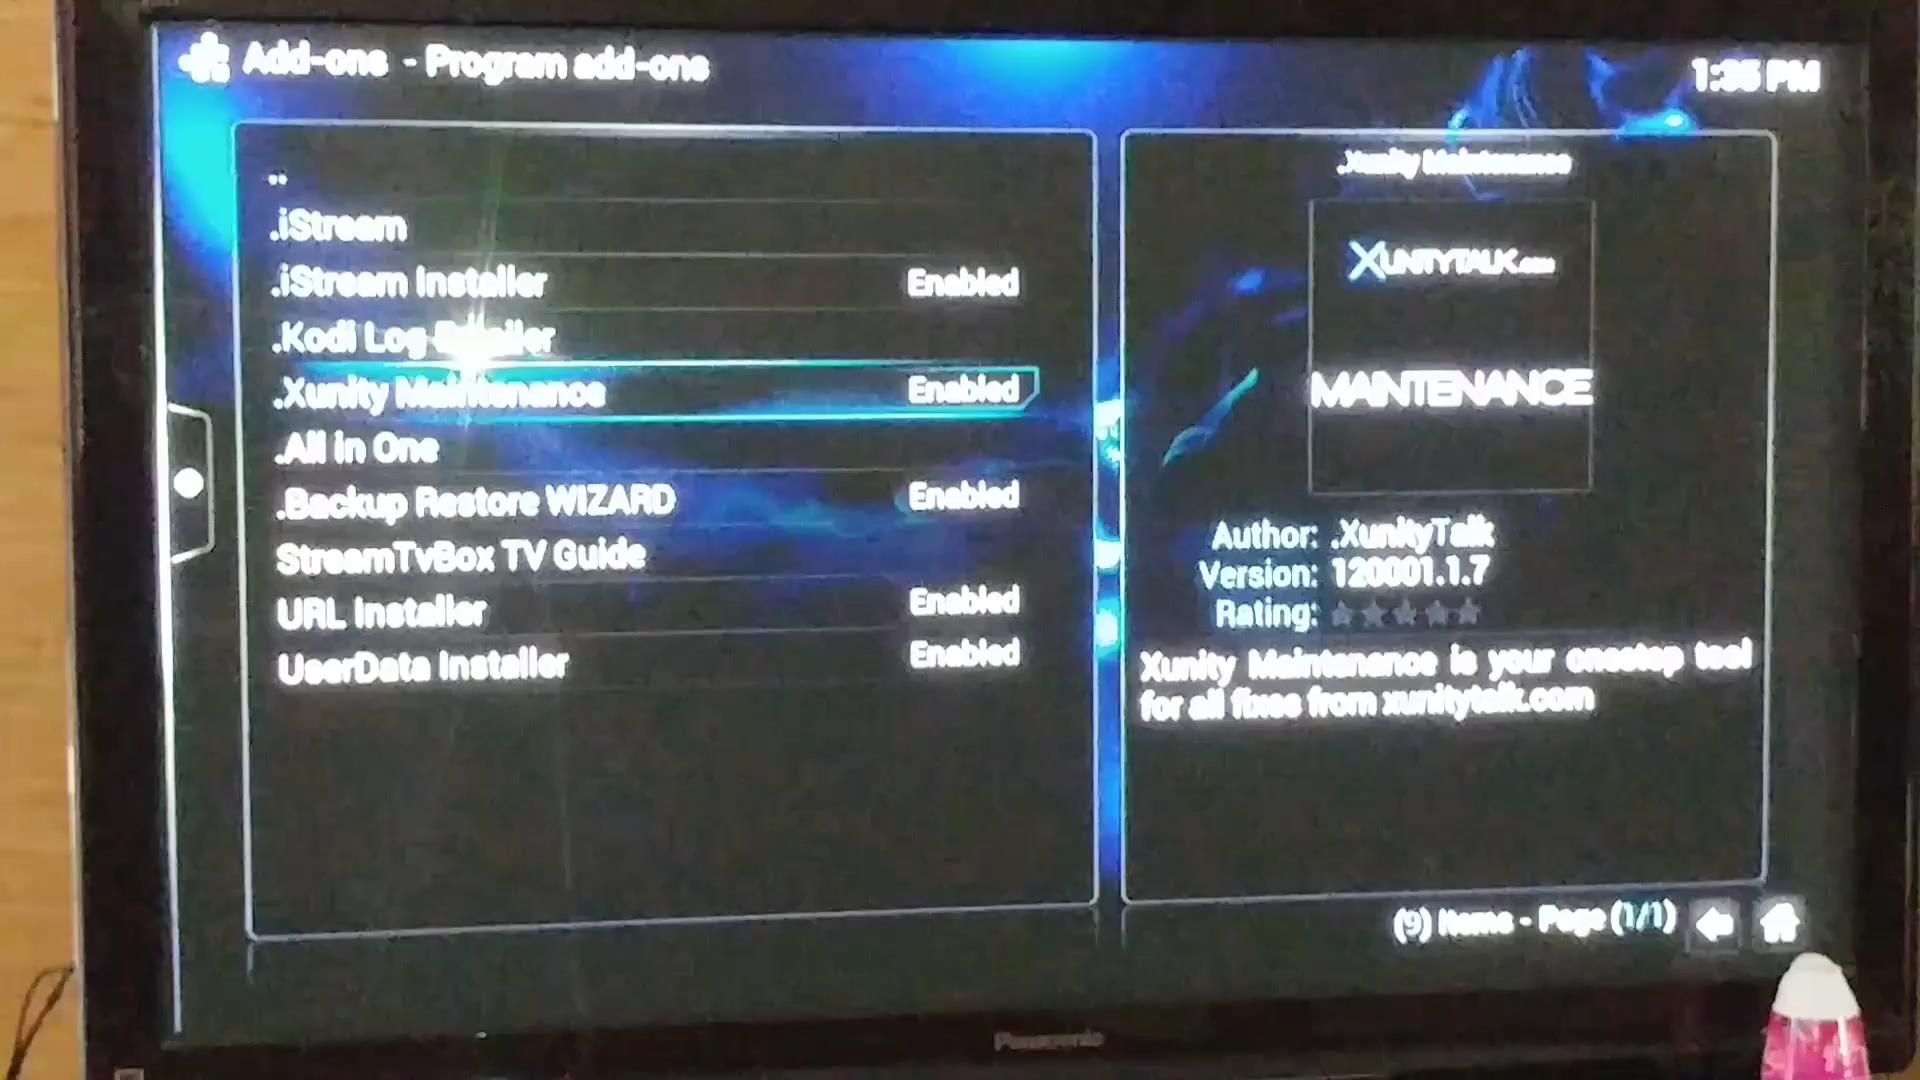 Add-ons - Program add-ons
1:35 PM
..
.iStream
.iStream Installer Enabled
.Kodi Log
.Xunity Maintenance Enabled
.All in One
.Backup Restore WIZARD Enabled
StreamTvBox TV Guide
URL Installer Enabled
UserData Installer Enabled
.Xunity Maintenance
XUNITYTALK.com
MAINTENANCE
Author: .XunityTalk
Version: 120001.1.7
Rating:
Xunity Maintenance is your onestop tool
for all fixes from xunitytalk.com
(9) Items - Page (1/1)
Panasonic